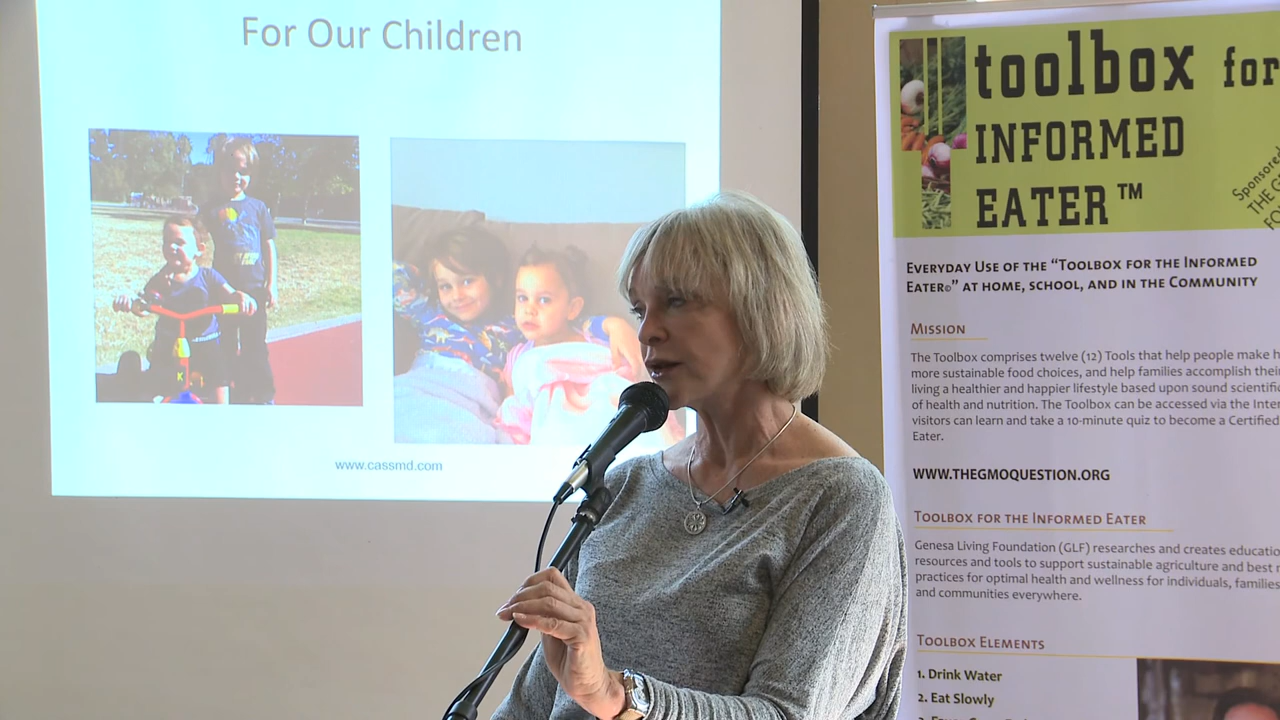 For Our Children
www.cassmd.com
toolbox for
INFORMED
EATER™
Sponsored
THE
EVERYDAY USE OF THE "TOOLBOX FOR THE INFORMED
EATER©" AT HOME, SCHOOL, AND IN THE COMMUNITY
MISSION
The Toolbox comprises twelve (12) Tools that help people make
more sustainable food choices, and help families accomplish their
living a healthier and happier lifestyle based upon sound
of health and nutrition. The Toolbox can be accessed via the
visitors can learn and take a 10-minute quiz to become a Certified
Eater.
WWW.THEGMOQUESTION.ORG
TOOLBOX FOR THE INFORMED EATER
Genesa Living Foundation (GLF) researches and creates
resources and tools to support sustainable agriculture and best
practices for optimal health and wellness for individuals, families
and communities everywhere.
TOOLBOX ELEMENTS
1. Drink Water
2. Eat Slowly